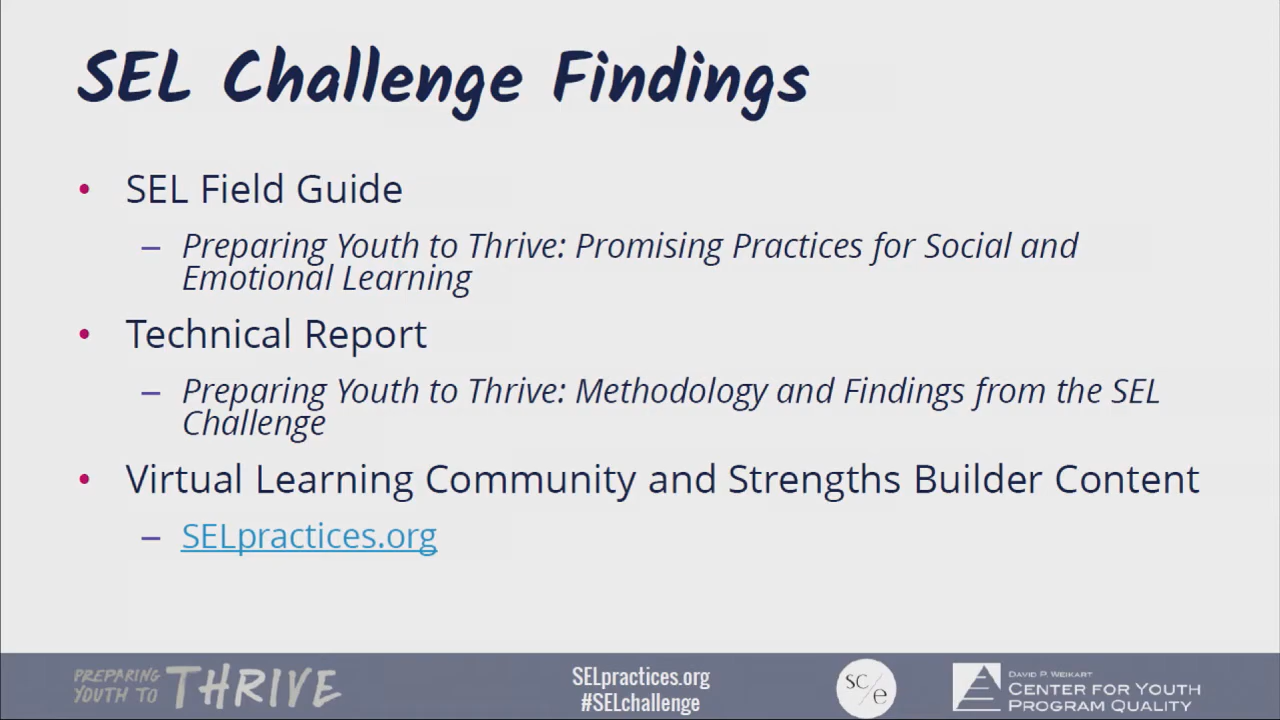 SEL Challenge Findings
• SEL Field Guide
– Preparing Youth to Thrive: Promising Practices for Social and
Emotional Learning
• Technical Report
– Preparing Youth to Thrive: Methodology and Findings from the SEL
Challenge
• Virtual Learning Community and Strengths Builder Content
– SELpractices.org
PREPARING
YOUTH TO THRIVE
SELpractices.org
#SELchallenge
SC/e
DAVID P. WEIKART
CENTER FOR YOUTH
PROGRAM QUALITY